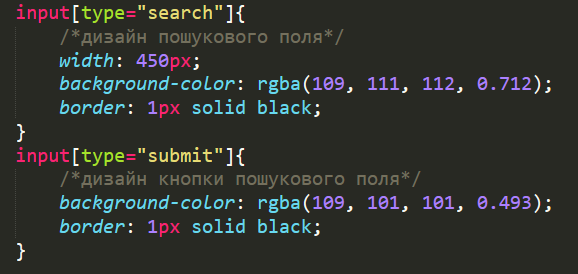 input[type="search"]{
/*дизайн пошукового поля*/
width: 450px;
background-color: rgba(109, 111, 112, 0.712);
border: 1px solid black;
}
input[type="submit"]{
/*дизайн кнопки пошукового поля*/
background-color: rgba(109, 101, 101, 0.493);
border: 1px solid black;
}